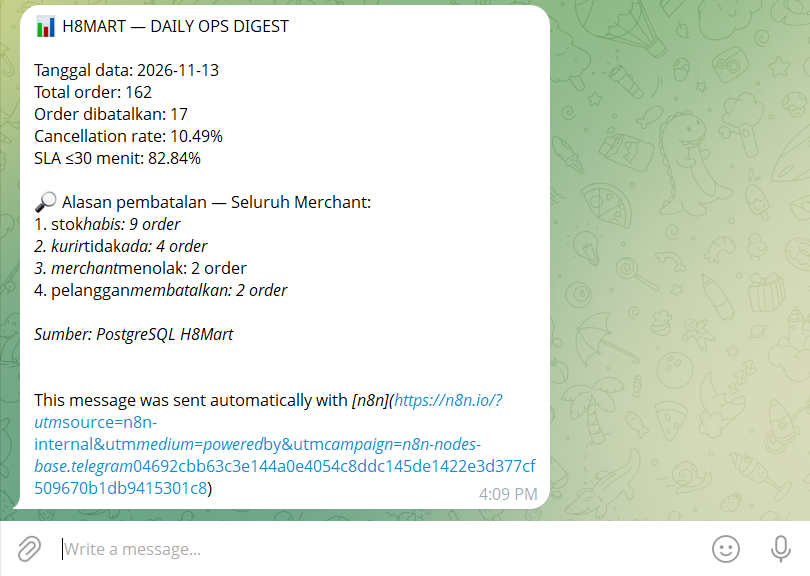 📊 H8MART — DAILY OPS DIGEST
Tanggal data: 2026-11-13
Total order: 162
Order dibatalkan: 17
Cancellation rate: 10.49%
SLA ≤30 menit: 82.84%
🔎 Alasan pembatalan — Seluruh Merchant:
1. stokhabis: 9 order
2. kurirtidakada: 4 order
3. merchantmenolak: 2 order
4. pelangganmembatalkan: 2 order
Sumber: PostgreSQL H8Mart
This message was sent automatically with [n8n](https://n8n.io/?
utmsource=n8n-
internal&utmmedium=poweredby&utmcampaign=n8n-nodes-
base.telegram04692cbb63c3e144a0e4054c8ddc145de1422e3d377cf
509670b1db9415301c8)
4:09 PM
Write a message...